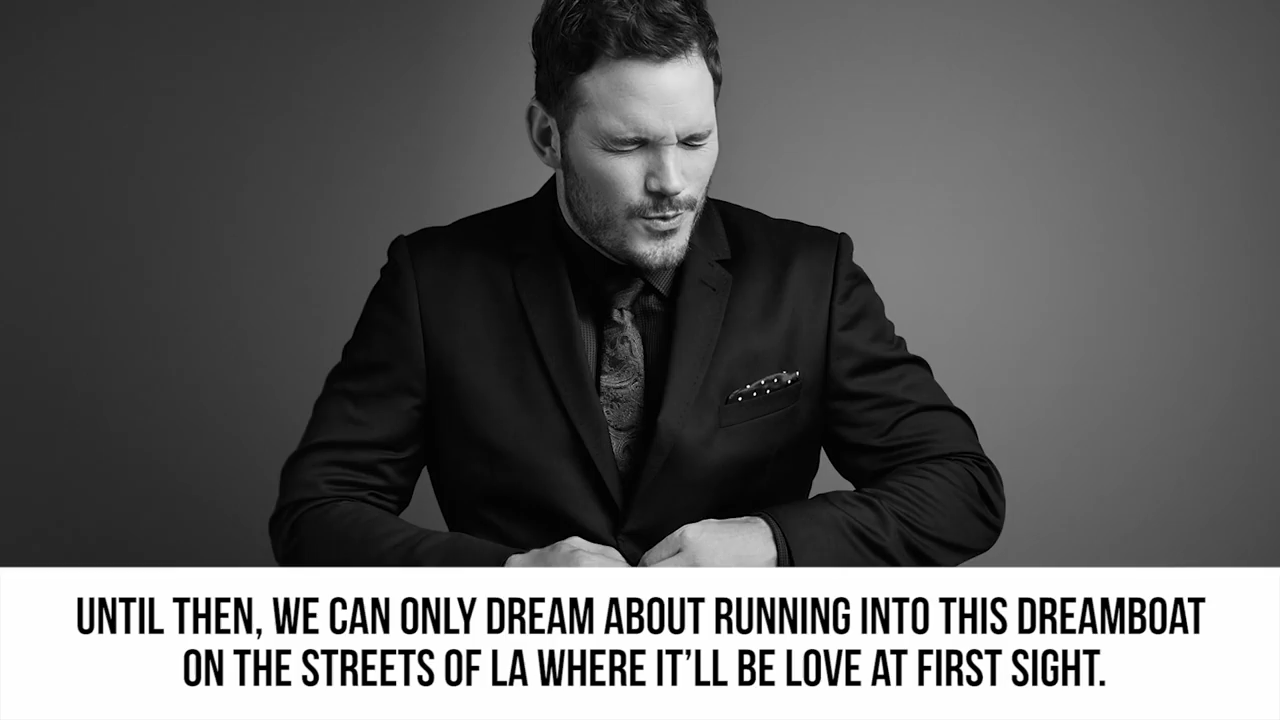 UNTIL THEN, WE CAN ONLY DREAM ABOUT RUNNING INTO THIS DREAMBOAT
ON THE STREETS OF LA WHERE IT’LL BE LOVE AT FIRST SIGHT.